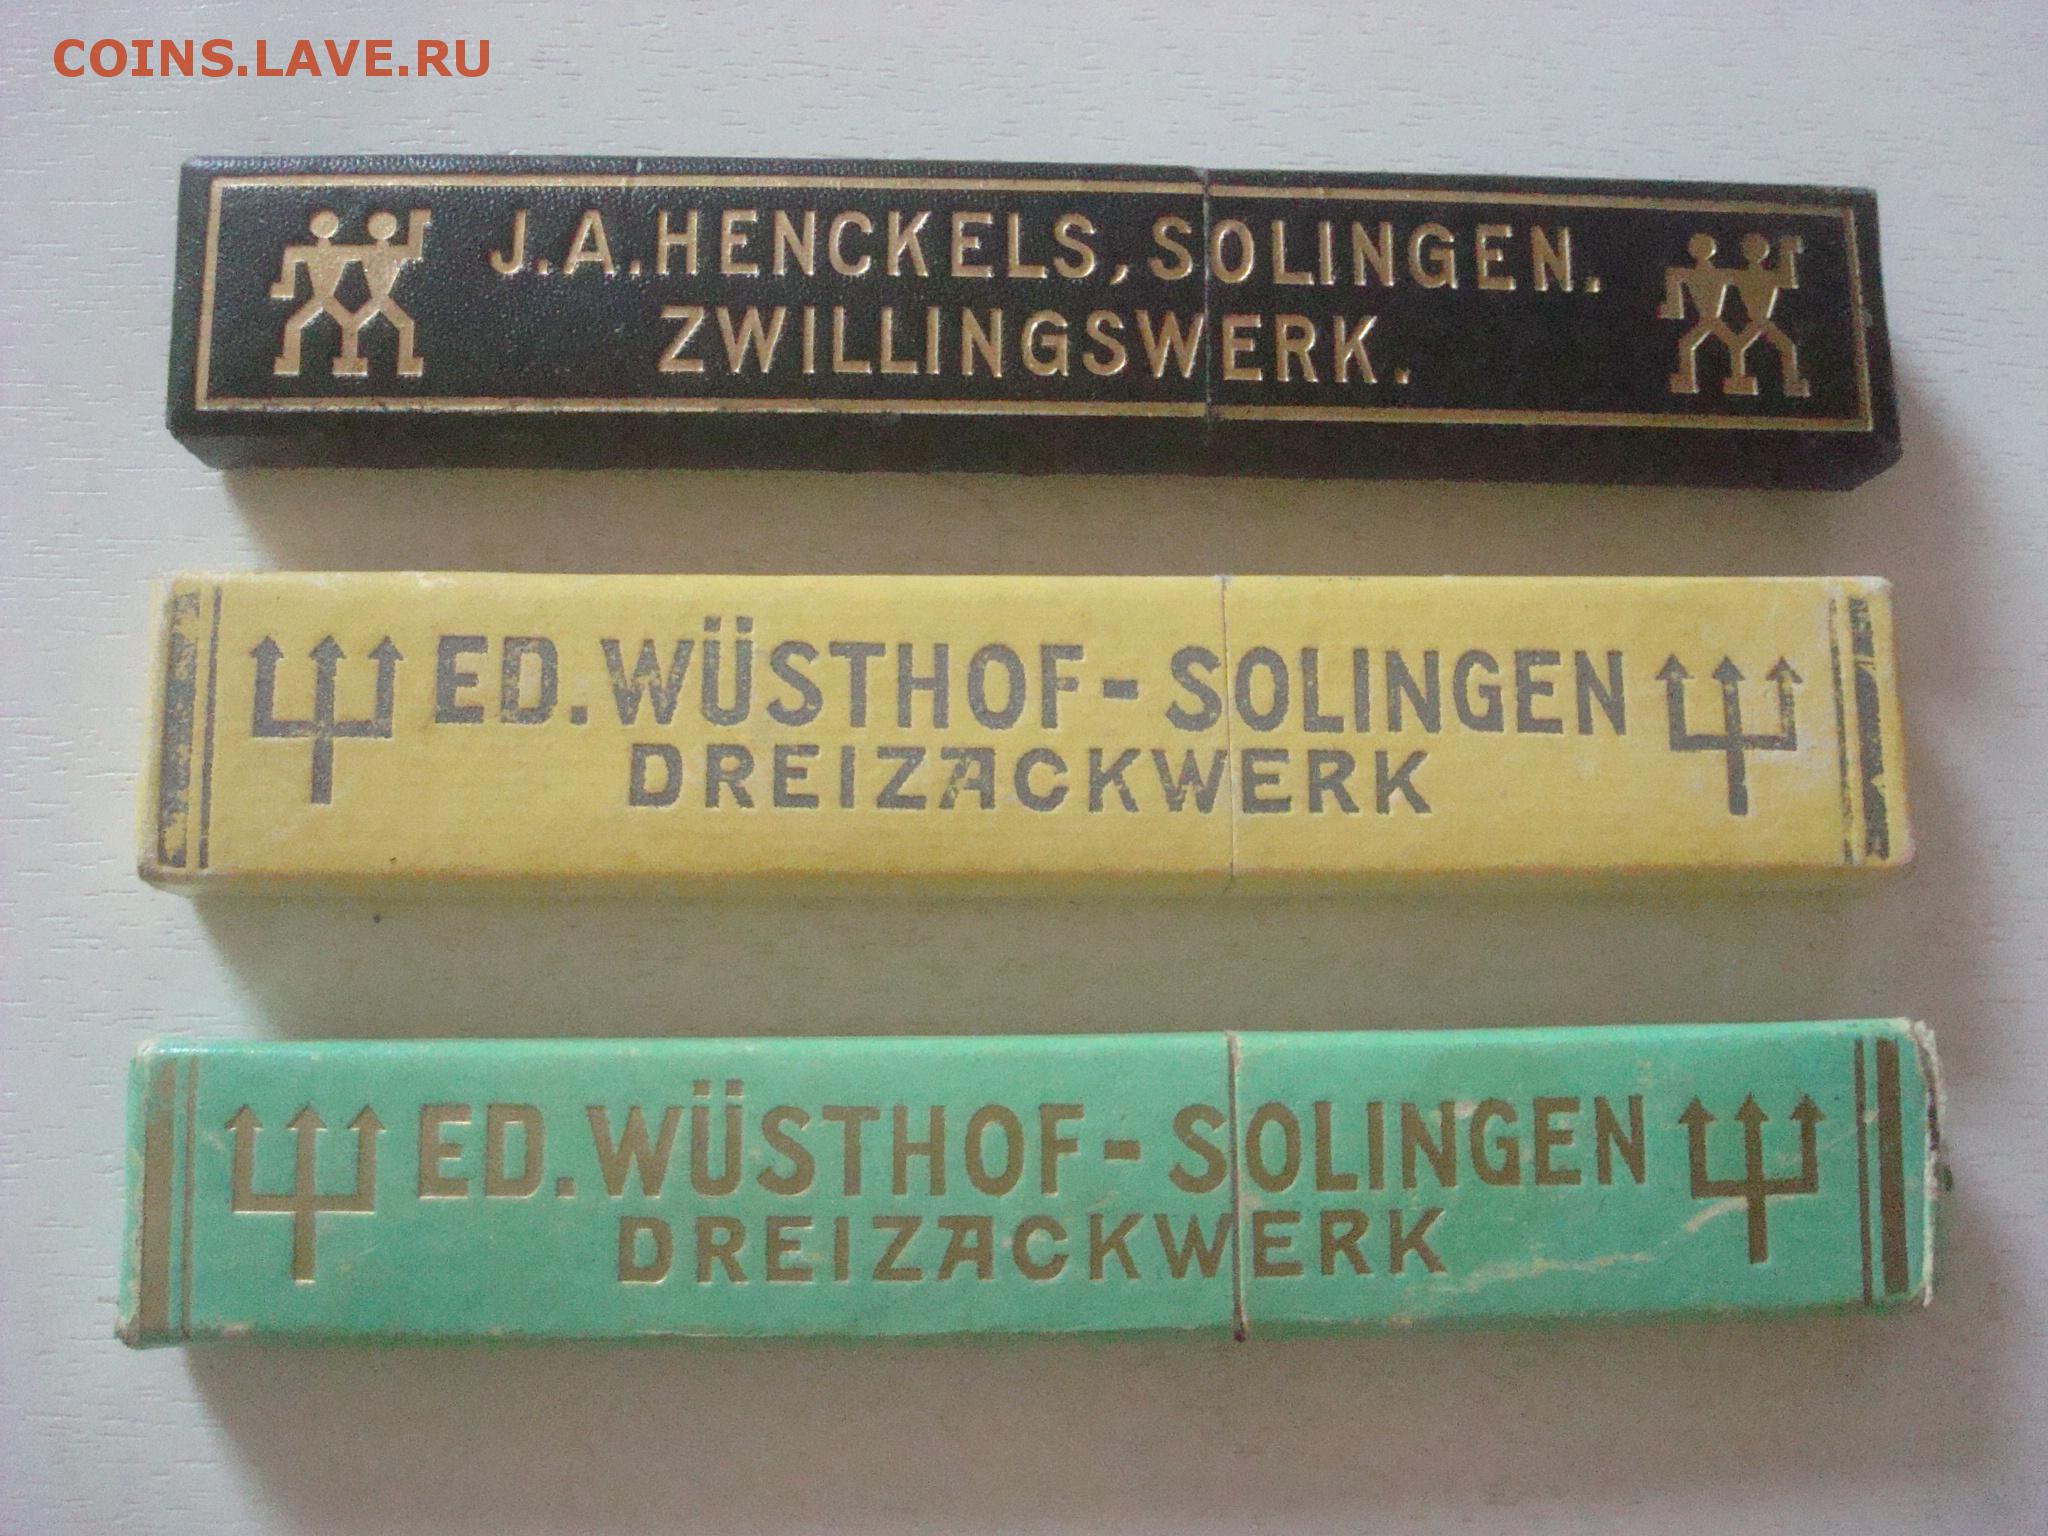 COINS.LAVE.RU
J.A.HENCKELS, SOLINGEN.
ZWILLINGSWERK.
ED. WÜSTHOF - SOLINGEN
DREIZACKWERK
ED. WÜSTHOF - SOLINGEN
DREIZACKWERK